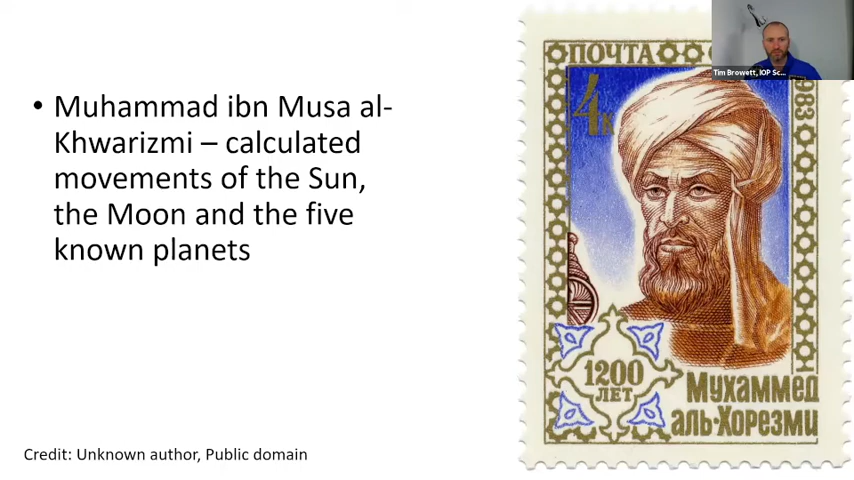 • Muhammad ibn Musa al-
Khwarizmi – calculated
movements of the Sun,
the Moon and the five
known planets
Credit: Unknown author, Public domain
ПОЧТА
4к
1983
1200
ЛЕТ
Мухаммед
аль-Хорезми
Tim Browett, IOP Sc...